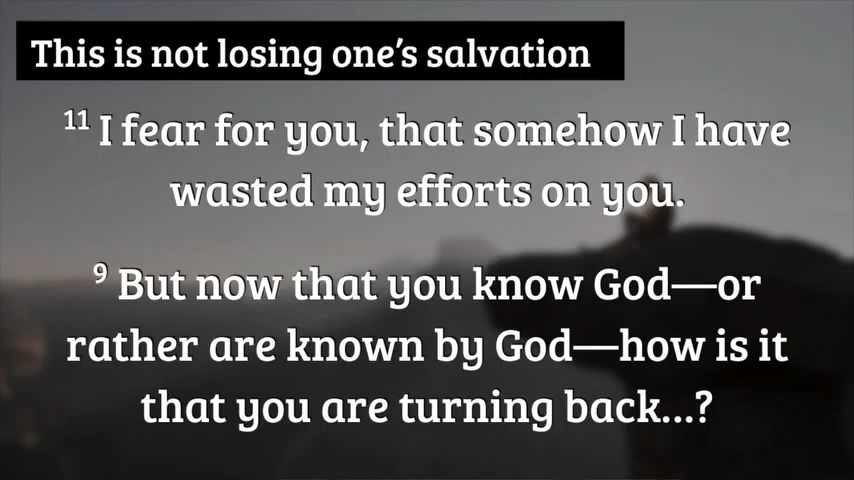 This is not losing one’s salvation
11 I fear for you, that somehow I have
wasted my efforts on you.
9 But now that you know God—or
rather are known by God—how is it
that you are turning back...?